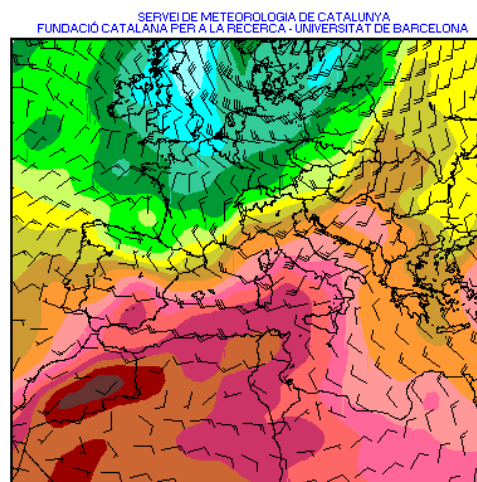 SERVEI DE METEOROLOGIA DE CATALUNYA
FUNDACIÓ CATALANA PER A LA RECERCA - UNIVERSITAT DE BARCELONA